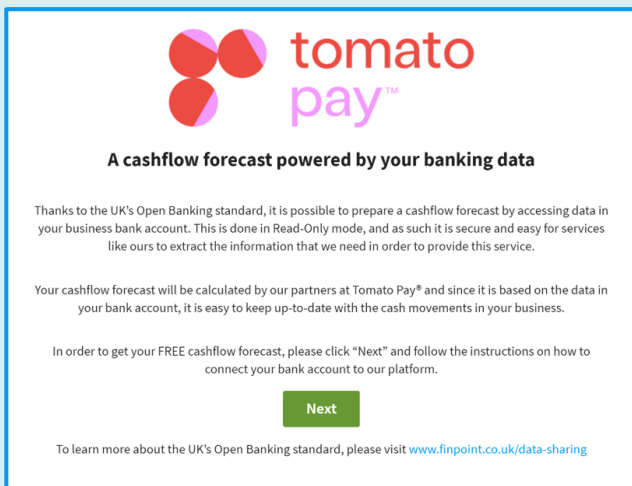 tomato
pay™
A cashflow forecast powered by your banking data
Thanks to the UK's Open Banking standard, it is possible to prepare a cashflow forecast by accessing data in
your business bank account. This is done in Read-Only mode, and as such it is secure and easy for services
like ours to extract the information that we need in order to provide this service.
Your cashflow forecast will be calculated by our partners at Tomato Pay® and since it is based on the data in
your bank account, it is easy to keep up-to-date with the cash movements in your business.
In order to get your FREE cashflow forecast, please click “Next” and follow the instructions on how to
connect your bank account to our platform.
Next
To learn more about the UK's Open Banking standard, please visit www.finpoint.co.uk/data-sharing